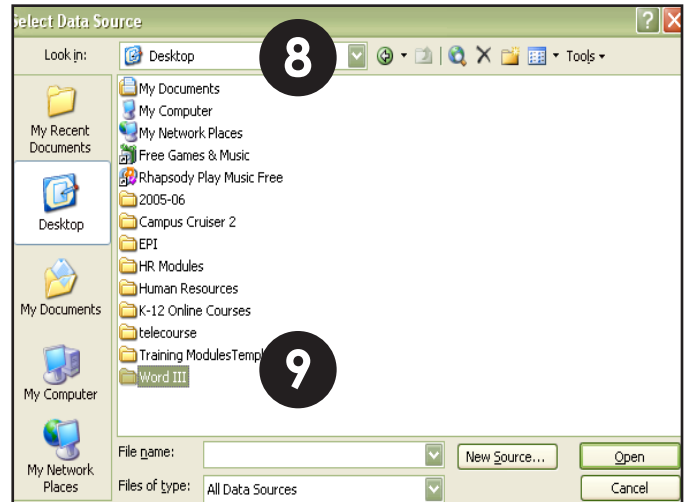 Select Data Source
Look in:
Desktop
8
Tools
My Recent
Documents
Desktop
My Documents
My Computer
My Network
Places
My Documents
My Computer
My Network Places
Free Games & Music
Rhapsody Play Music Free
2005-06
Campus Cruiser 2
EPI
HR Modules
Human Resources
K-12 Online Courses
telecourse
Training ModulesTempl
Word III
9
File name:
New Source...
Open
Files of type:
All Data Sources
Cancel